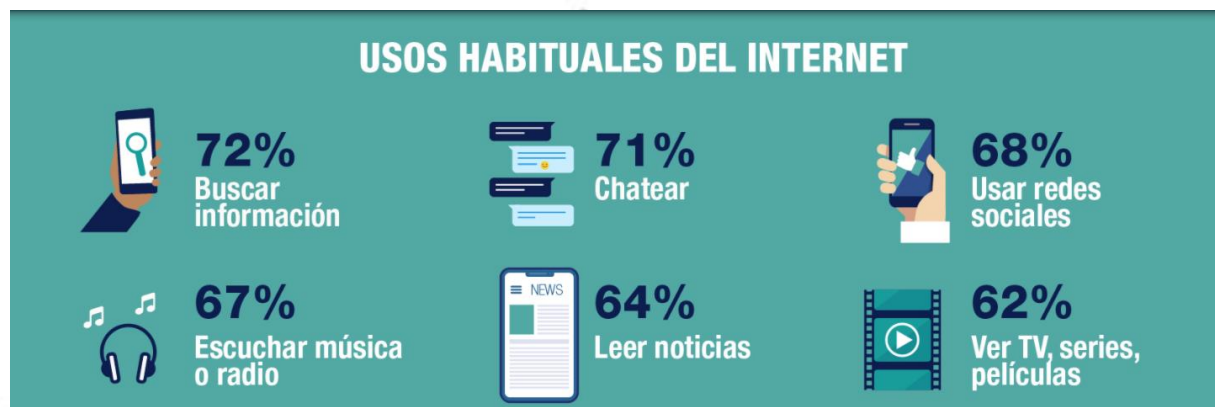 USOS HABITUALES DEL INTERNET
72%
Buscar
información
71%
Chatear
68%
Usar redes
sociales
67%
Escuchar música
o radio
NEWS
64%
Leer noticias
62%
Ver TV, series,
películas